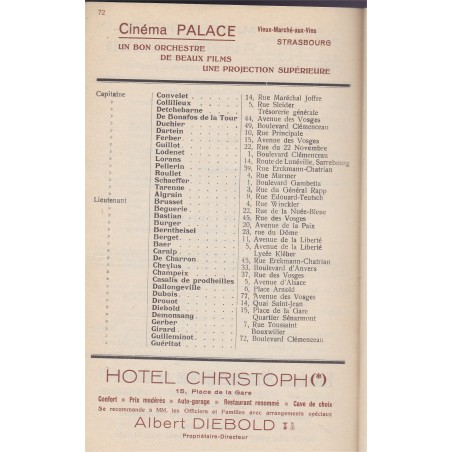 72
Cinéma PALACE
Vieux-Marché-aux-Vins
STRASBOURG
UN BON ORCHESTRE
DE BEAUX FILMS
UNE PROJECTION SUPÉRIEURE
Capitaine Convelet 14, Rue Maréchal Joffre
" Collilieux 5, Rue Sleider
" Detchebarne Trésorerie générale
" De Bonafos de la Tour 44, Avenue des Vosges
" Duchier 49, Boulevard Clémenceau
" Dartein 10, Rue Principale
" Ferber 15, Avenue des Vosges
" Guillot 22, Rue du 22 Novembre
" Lodenet 1, Boulevard Clémenceau
" Lorans 14, Route de Lunéville, Sarrebourg
" Pellerin 59, Rue Erckmann-Chatrian
" Roullet 4, Rue Murmer
" Schaeffer 1, Boulevard Gambetta
" Tarenne 3, Rue du Général Rapp
" Algrain 9, Rue Edouard-Teutsch
Lieutenant Brusset 4, Rue Winckler
" Beguerie 22, Rue de la Nuée-Bleue
" Bastian 45, Rue des Vosges
" Burger 20, Avenue de la Paix
" Berntheisel 23, rue du Dôme
" Berget 11, Avenue de la Liberté
" Baer 5, Avenue de la Liberté
" Caralp Lycée Kléber
" De Charron 45, Rue Erckmann-Chatrian
" Cheylus 33, Boulevard d'Anvers
" Champeix 37, Rue des Vosges
" Casalis de prodheilles 5, Avenue d'Alsace
" Dallongeville 6, Place Arnold
" Dubois 77, Avenue des Vosges
" Drouot 14, Quai Saint-Jean
" Diebold 15, Place de la Gare
" Demonsang Quartier Sénarmont
" Gerber 7, Rue Toussaint
" Girard Bouxwiller
" Guilleminot 72, Boulevard Clémenceau
" Guéritot
HOTEL CHRISTOPH(*)
15, Place de la Gare
Confort * Prix modérés * Auto-garage * Restaurant renommé * Cave de choix
Se recommande à MM. les Officiers et Familles avec arrangements spéciaux
Albert DIEBOLD
Propriétaire-Directeur